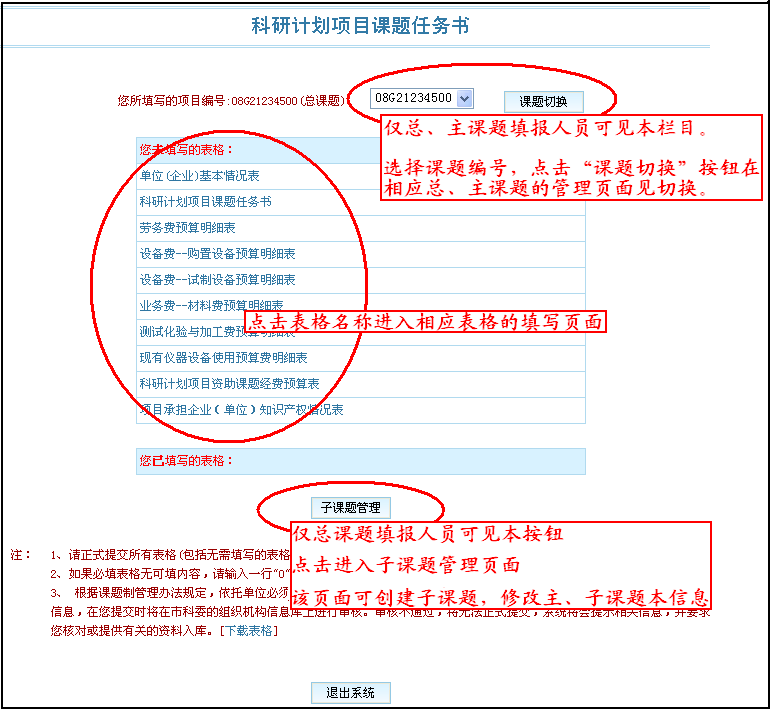 科研计划项目课题任务书
您所填写的项目编号:08G21234500(总课题)
08G21234500
课题切换
仅总、主课题填报人员可见本栏目。
选择课题编号，点击“课题切换”按钮在
相应总、主课题的管理页面见切换。
您未填写的表格：
单位(企业)基本情况表
科研计划项目课题任务书
劳务费预算明细表
设备费--购置设备预算明细表
设备费--试制设备预算明细表
业务费--材料费预算明细表
点击表格名称进入相应表格的填写页面
测试化验与加工费预算明细表
现有仪器设备使用预算费明细表
科研计划项目资助课题经费预算表
项目承担企业(单位)知识产权情况表
您已填写的表格：
子课题管理
仅总课题填报人员可见本按钮
点击进入子课题管理页面
该页面可创建子课题，修改主、子课题本信息
注： 1、请正式提交所有表格(包括无需填写的表格
2、如果必填表格无可填内容，请输入一行"0"
3、 根据课题制管理办法规定，依托单位必须
信息，在您提交时将在市科委的组织机构信息库上进行审核。审核不通过，将无法正式提交，系统将会提示相关信息，并要求
您核对或提供有关的资料入库。[下载表格]
退出系统